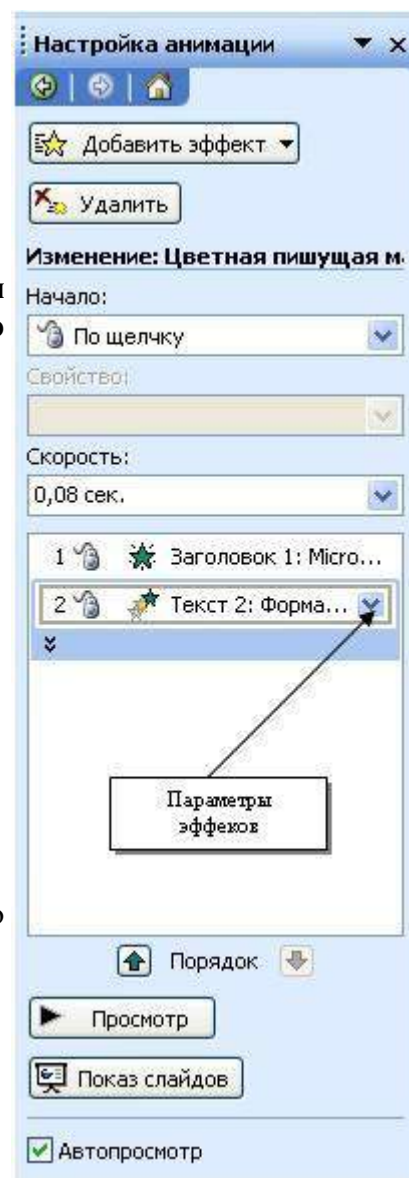 Настройка анимации
Добавить эффект
Удалить
Изменение: Цветная пишущая м
Начало:
По щелчку
Свойство:
Скорость:
0,08 сек.
1 Заголовок 1: Micro...
2 Текст 2: Форма...
Параметры
эффеков
Порядок
Просмотр
Показ слайдов
Автопросмотр